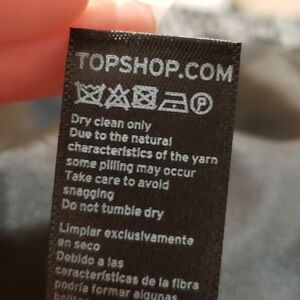 TOPSHOP.COM
P
Dry clean only
Due to the natural
characteristics of the yarn
some pilling may occur
Take care to avoid
snagging
Do not tumble dry
Limpiar exclusivamente
en seco
Debido a las
características de la fibra
podría formar algunas